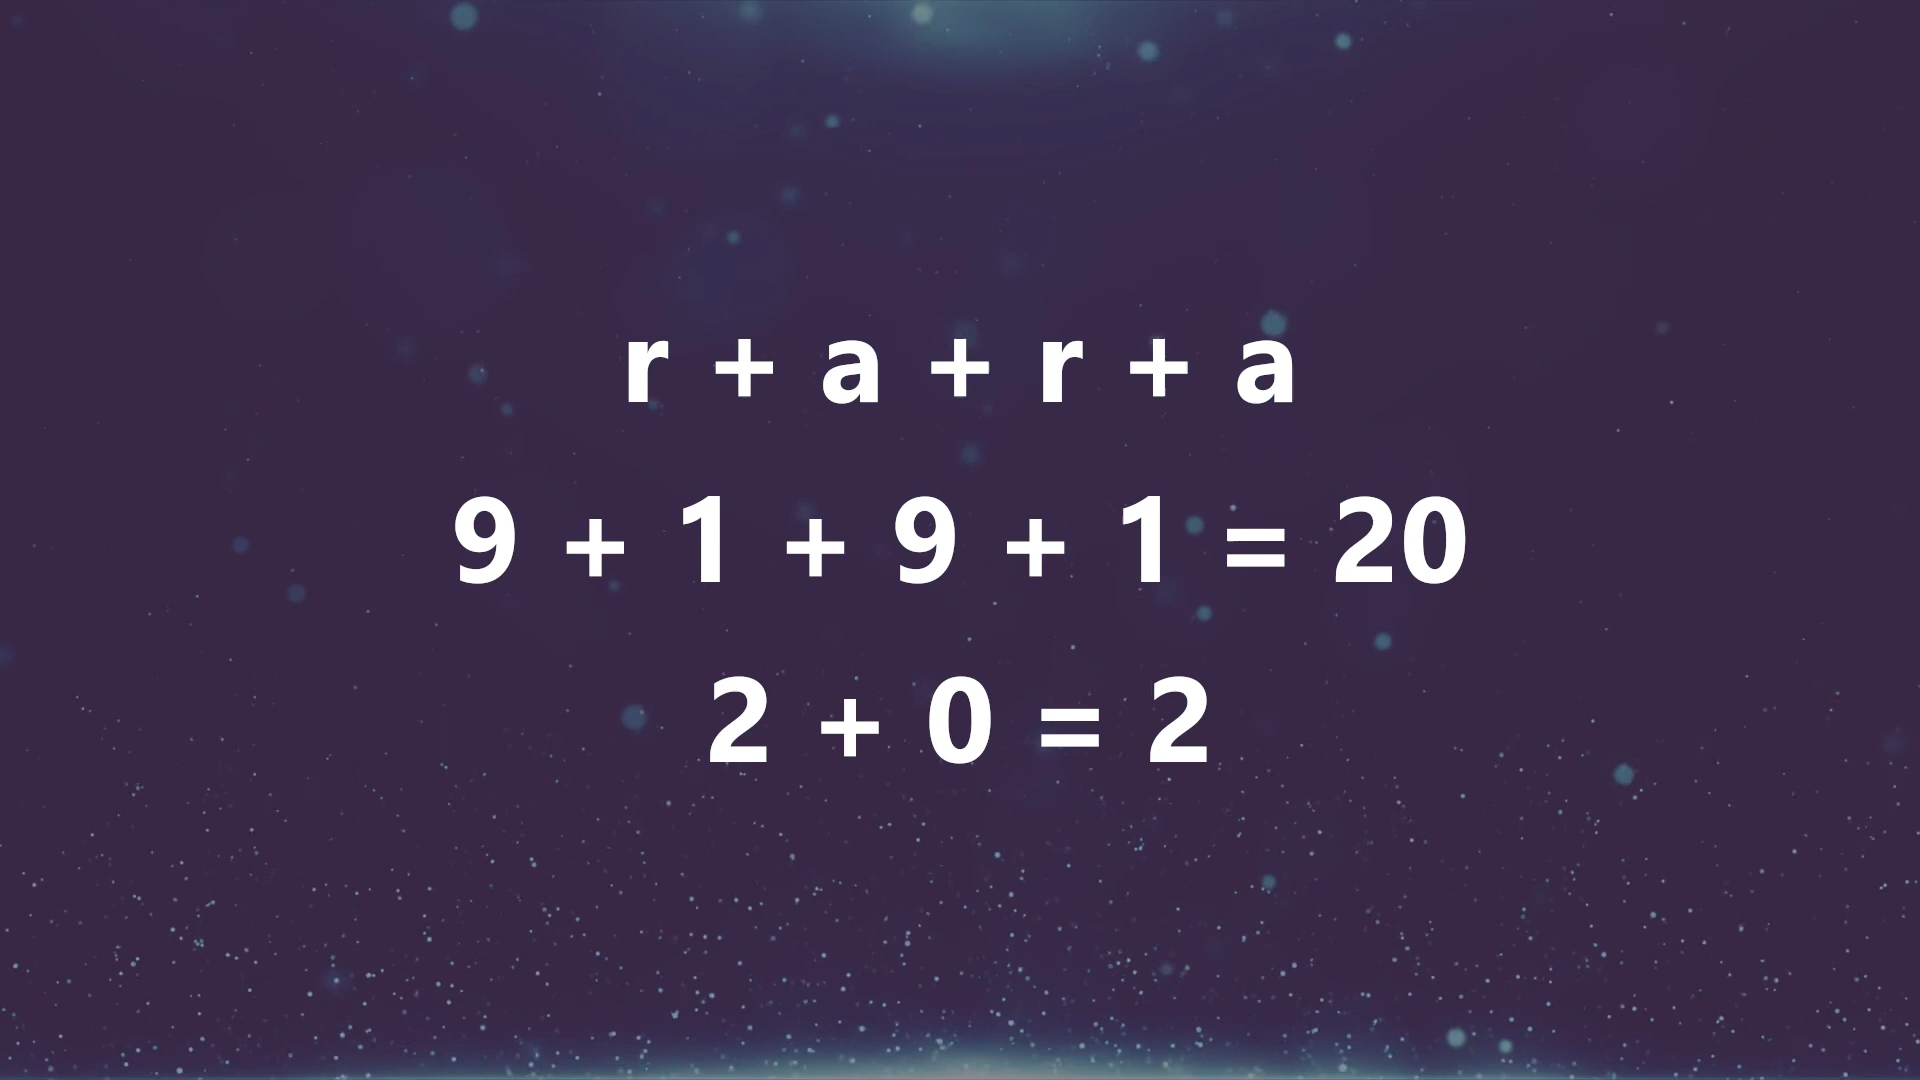 r + a + r + a
9 + 1 + 9 + 1 = 20
2 + 0 = 2